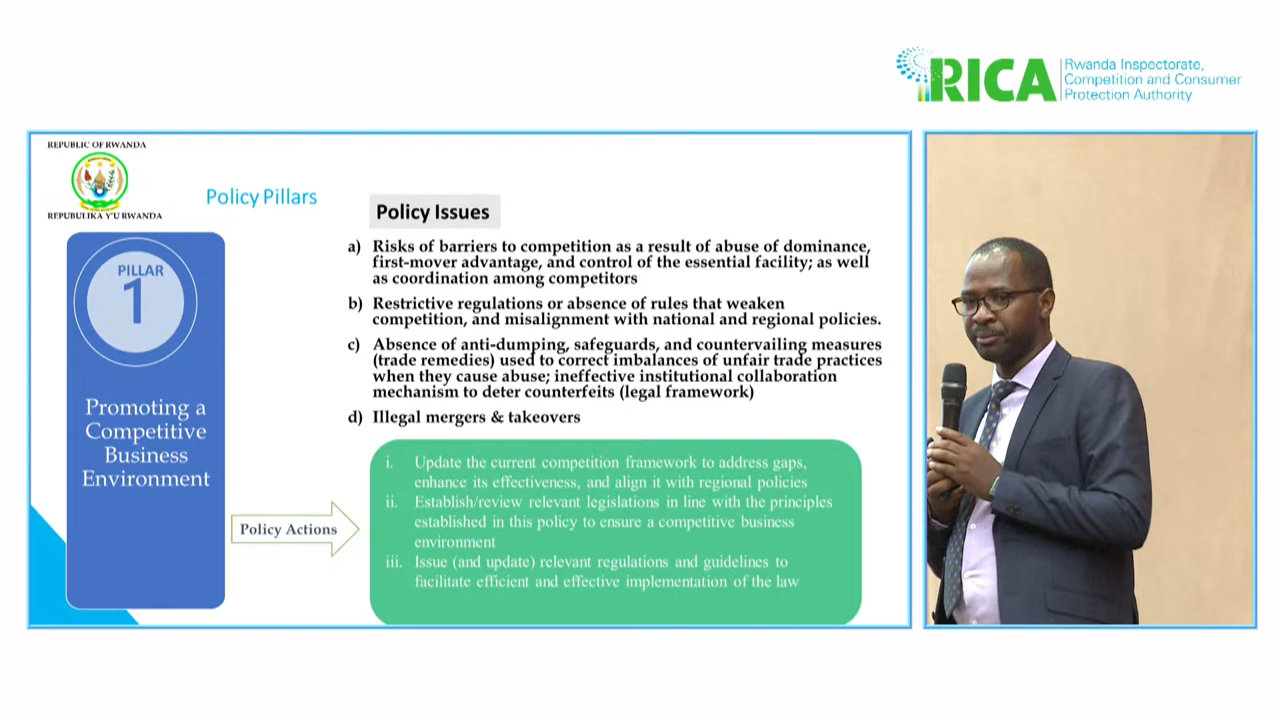 RICA
Rwanda Inspectorate,
Competition and Consumer
Protection Authority
REPUBLIC OF RWANDA
REPUBULIKA Y'U RWANDA
Policy Pillars
PILLAR
1
Promoting a
Competitive
Business
Environment
Policy Issues
a) Risks of barriers to competition as a result of abuse of dominance,
first-mover advantage, and control of the essential facility; as well
as coordination among competitors
b) Restrictive regulations or absence of rules that weaken
competition, and misalignment with national and regional policies.
c) Absence of anti-dumping, safeguards, and countervailing measures
(trade remedies) used to correct imbalances of unfair trade practices
when they cause abuse; ineffective institutional collaboration
mechanism to deter counterfeits (legal framework)
d) Illegal mergers & takeovers
Policy Actions
i. Update the current competition framework to address gaps,
enhance its effectiveness, and align it with regional policies
ii. Establish/review relevant legislations in line with the principles
established in this policy to ensure a competitive business
environment
iii. Issue (and update) relevant regulations and guidelines to
facilitate efficient and effective implementation of the law